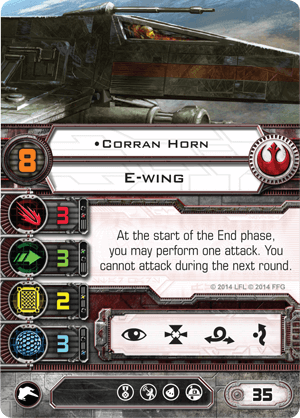 •Corran Horn
8
E-wing
3
3
2
3
At the start of the End phase,
you may perform one attack. You
cannot attack during the next round.
© 2014 LFL © 2014 FFG
35